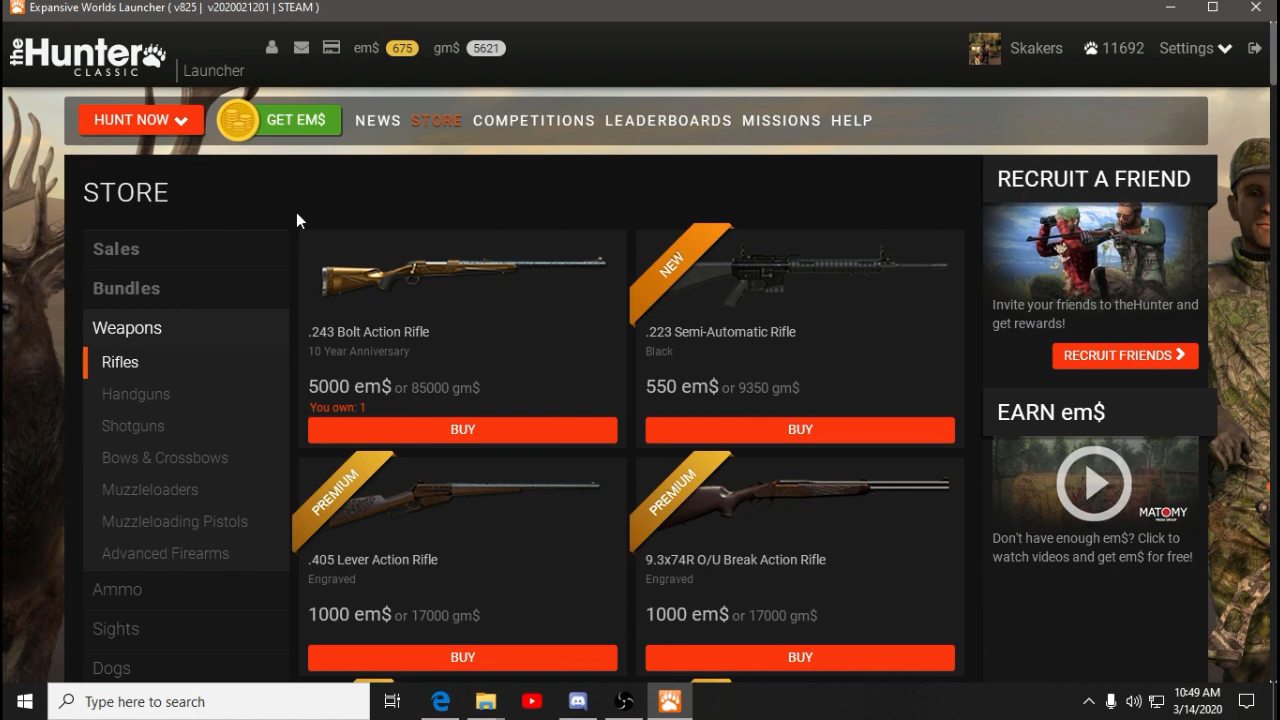 Expansive Worlds Launcher ( v825 | v2020021201 | STEAM )
theHunter CLASSIC | Launcher
em$ 675 gm$ 5621
Skakers 11692 Settings
HUNT NOW GET EM$ NEWS STORE COMPETITIONS LEADERBOARDS MISSIONS HELP
STORE
Sales
Bundles
Weapons
Rifles
Handguns
Shotguns
Bows & Crossbows
Muzzleloaders
Muzzleloading Pistols
Advanced Firearms
Ammo
Sights
Dogs
.243 Bolt Action Rifle
10 Year Anniversary
5000 em$ or 85000 gm$
You own: 1
BUY
NEW
.223 Semi-Automatic Rifle
Black
550 em$ or 9350 gm$
BUY
PREMIUM
.405 Lever Action Rifle
Engraved
1000 em$ or 17000 gm$
BUY
PREMIUM
9.3x74R O/U Break Action Rifle
Engraved
1000 em$ or 17000 gm$
BUY
RECRUIT A FRIEND
Invite your friends to theHunter and
get rewards!
RECRUIT FRIENDS
EARN em$
MATOMY
Don't have enough em$? Click to
watch videos and get em$ for free!
Type here to search
10:49 AM
3/14/2020